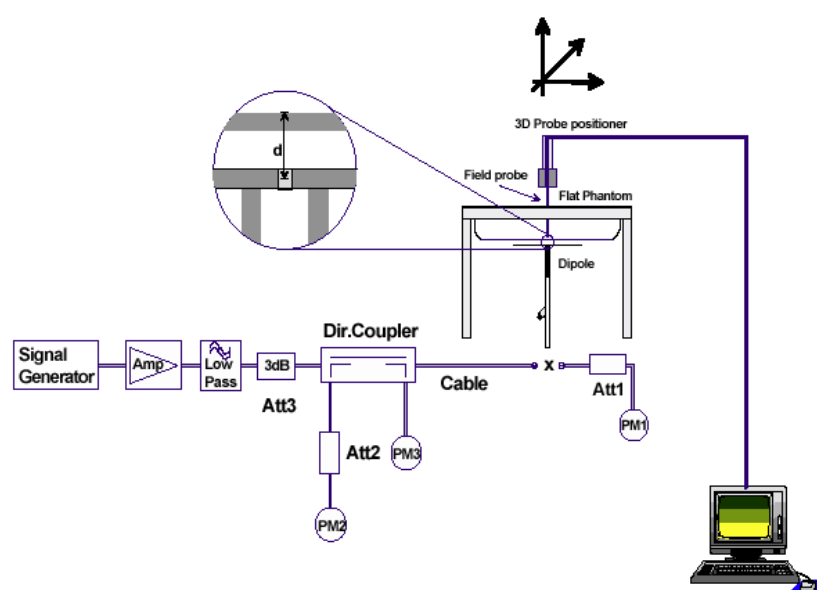 3D Probe positioner
d
Field probe
Flat Phantom
Dipole
Dir.Coupler
Signal
Generator
Amp
Low
Pass
3dB
Att3
Cable
x
Att1
PM1
Att2
PM3
PM2